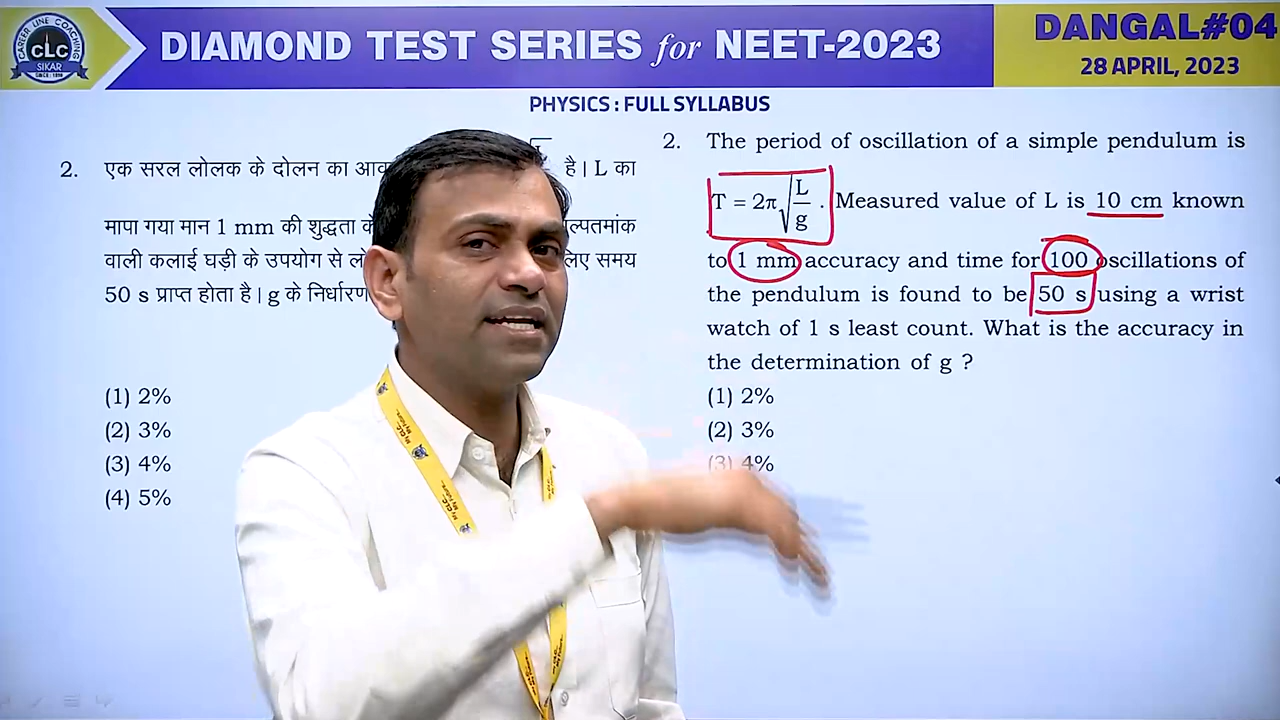 CAREER LINE COACHING
CLC
SIKAR
SINCE : 1996
DIAMOND TEST SERIES for NEET-2023
DANGAL#04
28 APRIL, 2023
PHYSICS : FULL SYLLABUS
2. एक सरल लोलक के दोलन का है। L का
मापा गया मान 1 mm की शुद्धता
वाली कलाई घड़ी के उपयोग से समय
50 s प्राप्त होता है। g के निर्धारण
(1) 2%
(2) 3%
(3) 4%
(4) 5%
2. The period of oscillation of a simple pendulum is
T = 2π√(L/g) . Measured value of L is 10 cm known
to 1 mm accuracy and time for 100 oscillations of
the pendulum is found to be 50 s using a wrist
watch of 1 s least count. What is the accuracy in
the determination of g ?
(1) 2%
(2) 3%
(3) 4%